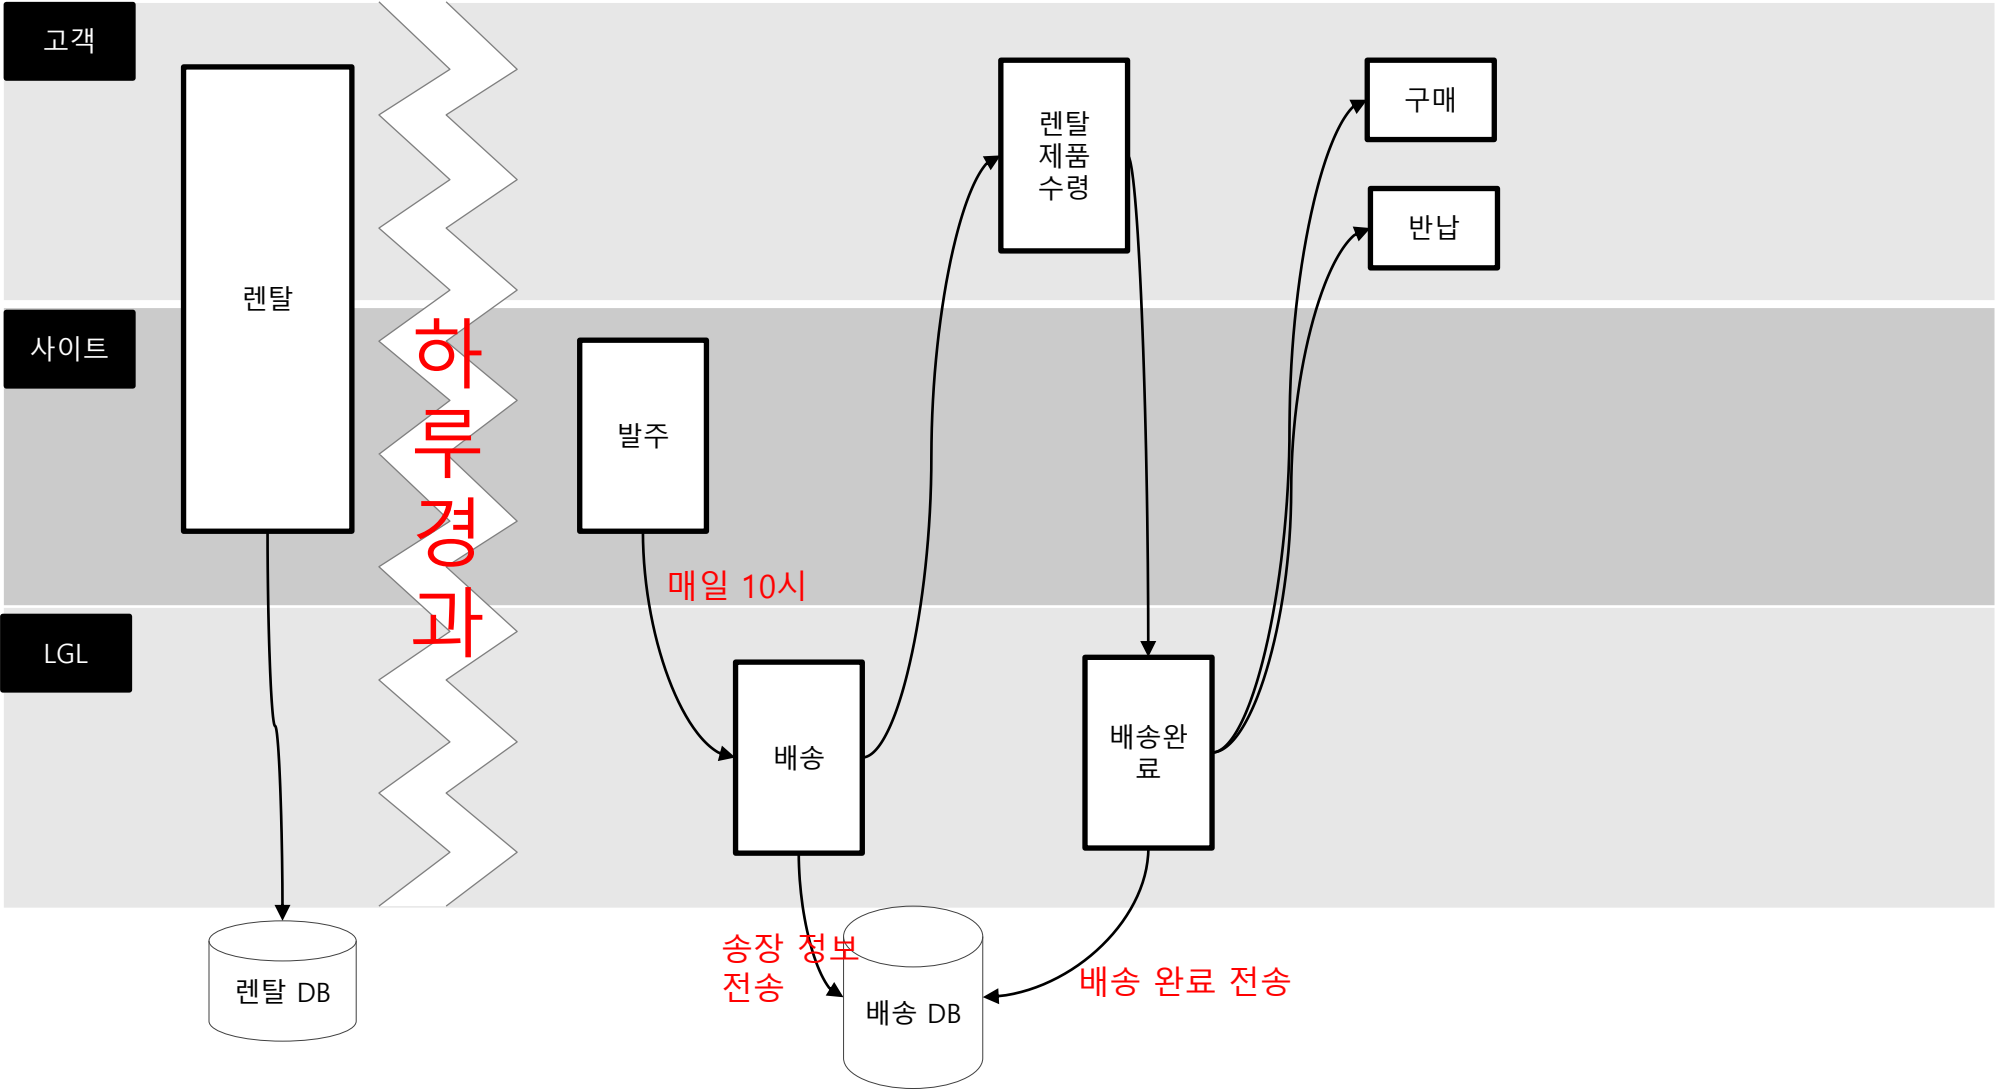 고객
렌탈
렌탈
제품
수령
구매
반납
사이트
하
루
경
과
발주
매일 10시
LGL
배송
배송완
료
렌탈 DB
송장 정보
전송
배송 DB
배송 완료 전송